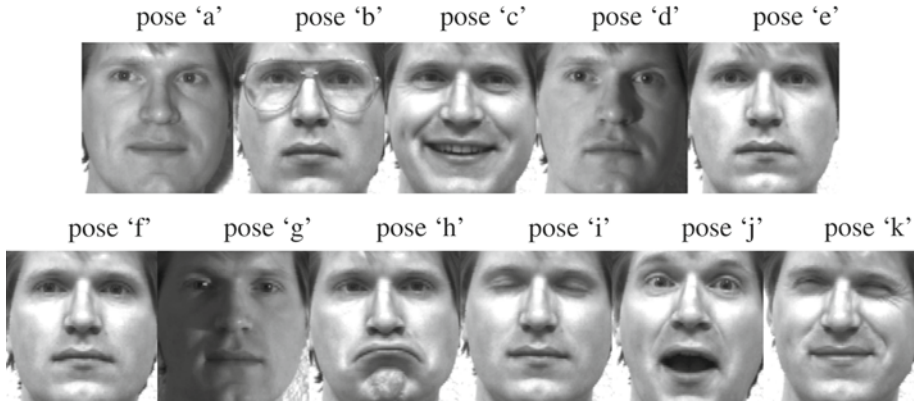 pose ‘a’ pose ‘b’ pose ‘c’ pose ‘d’ pose ‘e’
pose ‘f’ pose ‘g’ pose ‘h’ pose ‘i’ pose ‘j’ pose ‘k’